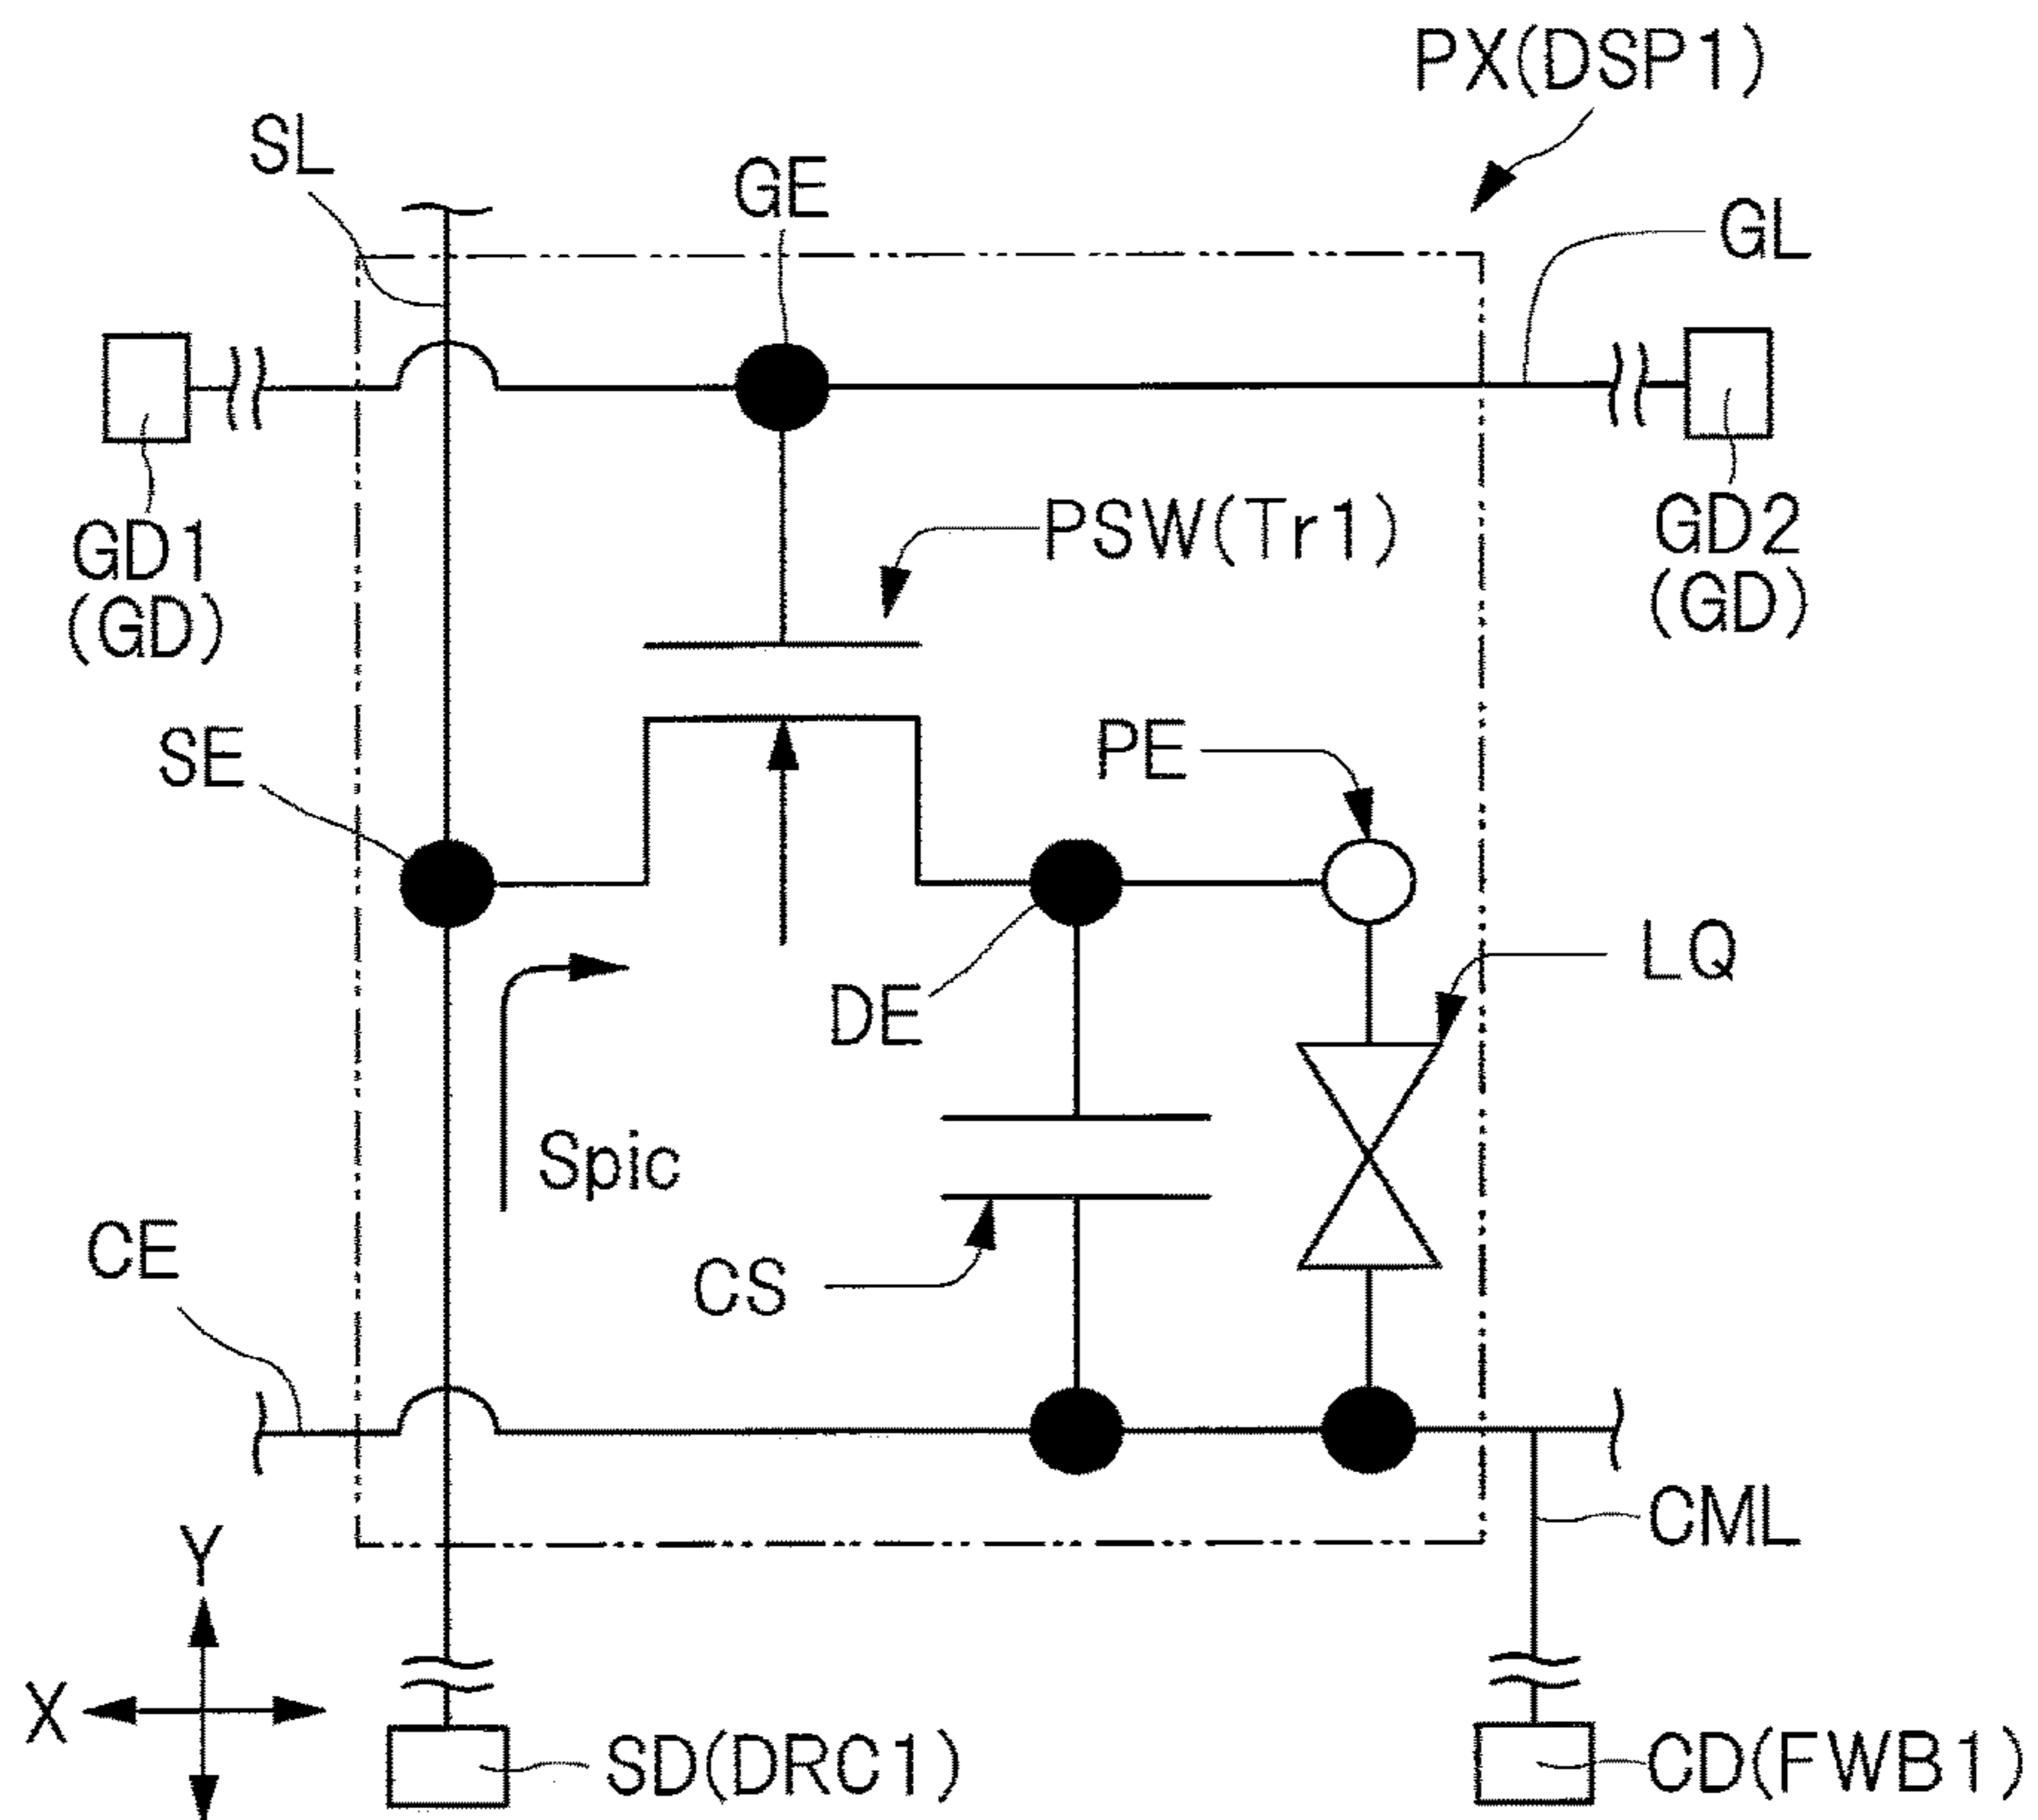 PX(DSP1)
SL
GE
GL
GD1
(GD)
PSW(Tr1)
GD2
(GD)
SE
PE
LQ
DE
Spic
CE
CS
CML
Y
X
SD(DRC1)
CD(FWB1)